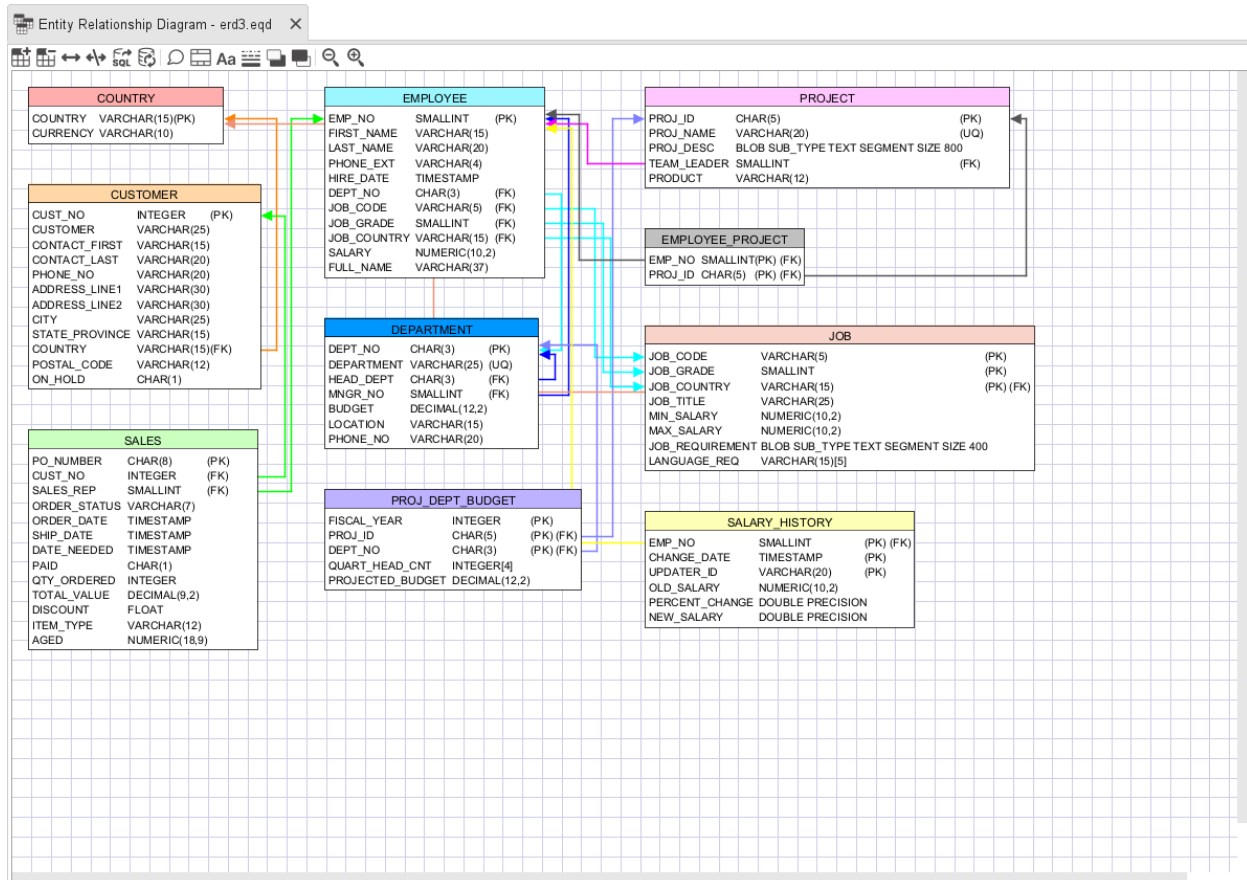 Entity Relationship Diagram - erd3.eqd
SQL Aa
COUNTRY
COUNTRY VARCHAR(15)(PK)
CURRENCY VARCHAR(10)
CUSTOMER
CUST_NO INTEGER (PK)
CUSTOMER VARCHAR(25)
CONTACT_FIRST VARCHAR(15)
CONTACT_LAST VARCHAR(20)
PHONE_NO VARCHAR(20)
ADDRESS_LINE1 VARCHAR(30)
ADDRESS_LINE2 VARCHAR(30)
CITY VARCHAR(25)
STATE_PROVINCE VARCHAR(15)
COUNTRY VARCHAR(15)(FK)
POSTAL_CODE VARCHAR(12)
ON_HOLD CHAR(1)
SALES
PO_NUMBER CHAR(8) (PK)
CUST_NO INTEGER (FK)
SALES_REP SMALLINT (FK)
ORDER_STATUS VARCHAR(7)
ORDER_DATE TIMESTAMP
SHIP_DATE TIMESTAMP
DATE_NEEDED TIMESTAMP
PAID CHAR(1)
QTY_ORDERED INTEGER
TOTAL_VALUE DECIMAL(9,2)
DISCOUNT FLOAT
ITEM_TYPE VARCHAR(12)
AGED NUMERIC(18,9)
EMPLOYEE
EMP_NO SMALLINT (PK)
FIRST_NAME VARCHAR(15)
LAST_NAME VARCHAR(20)
PHONE_EXT VARCHAR(4)
HIRE_DATE TIMESTAMP
DEPT_NO CHAR(3) (FK)
JOB_CODE VARCHAR(5) (FK)
JOB_GRADE SMALLINT (FK)
JOB_COUNTRY VARCHAR(15) (FK)
SALARY NUMERIC(10,2)
FULL_NAME VARCHAR(37)
DEPARTMENT
DEPT_NO CHAR(3) (PK)
DEPARTMENT VARCHAR(25) (UQ)
HEAD_DEPT CHAR(3) (FK)
MNGR_NO SMALLINT (FK)
BUDGET DECIMAL(12,2)
LOCATION VARCHAR(15)
PHONE_NO VARCHAR(20)
PROJ_DEPT_BUDGET
FISCAL_YEAR INTEGER (PK)
PROJ_ID CHAR(5) (PK)(FK)
DEPT_NO CHAR(3) (PK)(FK)
QUART_HEAD_CNT INTEGER[4]
PROJECTED_BUDGET DECIMAL(12,2)
PROJECT
PROJ_ID CHAR(5) (PK)
PROJ_NAME VARCHAR(20) (UQ)
PROJ_DESC BLOB SUB_TYPE TEXT SEGMENT SIZE 800
TEAM_LEADER SMALLINT (FK)
PRODUCT VARCHAR(12)
EMPLOYEE_PROJECT
EMP_NO SMALLINT(PK) (FK)
PROJ_ID CHAR(5) (PK) (FK)
JOB
JOB_CODE VARCHAR(5) (PK)
JOB_GRADE SMALLINT (PK)
JOB_COUNTRY VARCHAR(15) (PK) (FK)
JOB_TITLE VARCHAR(25)
MIN_SALARY NUMERIC(10,2)
MAX_SALARY NUMERIC(10,2)
JOB_REQUIREMENT BLOB SUB_TYPE TEXT SEGMENT SIZE 400
LANGUAGE_REQ VARCHAR(15)[5]
SALARY_HISTORY
EMP_NO SMALLINT (PK) (FK)
CHANGE_DATE TIMESTAMP (PK)
UPDATER_ID VARCHAR(20) (PK)
OLD_SALARY NUMERIC(10,2)
PERCENT_CHANGE DOUBLE PRECISION
NEW_SALARY DOUBLE PRECISION